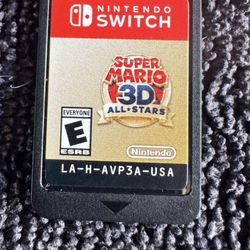 NINTENDO
SWITCH
SUPER
MARIO
3D
ALL★STARS
EVERYONE
E
ESRB
Nintendo
LA-H-AVP3A-USA